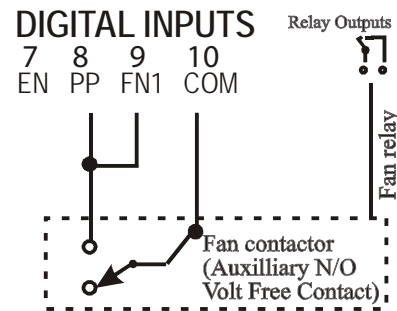 DIGITAL INPUTS
7 8 9 10
EN PP FN1 COM
Relay Outputs
Fan relay
Fan contactor
(Auxilliary N/O
Volt Free Contact)